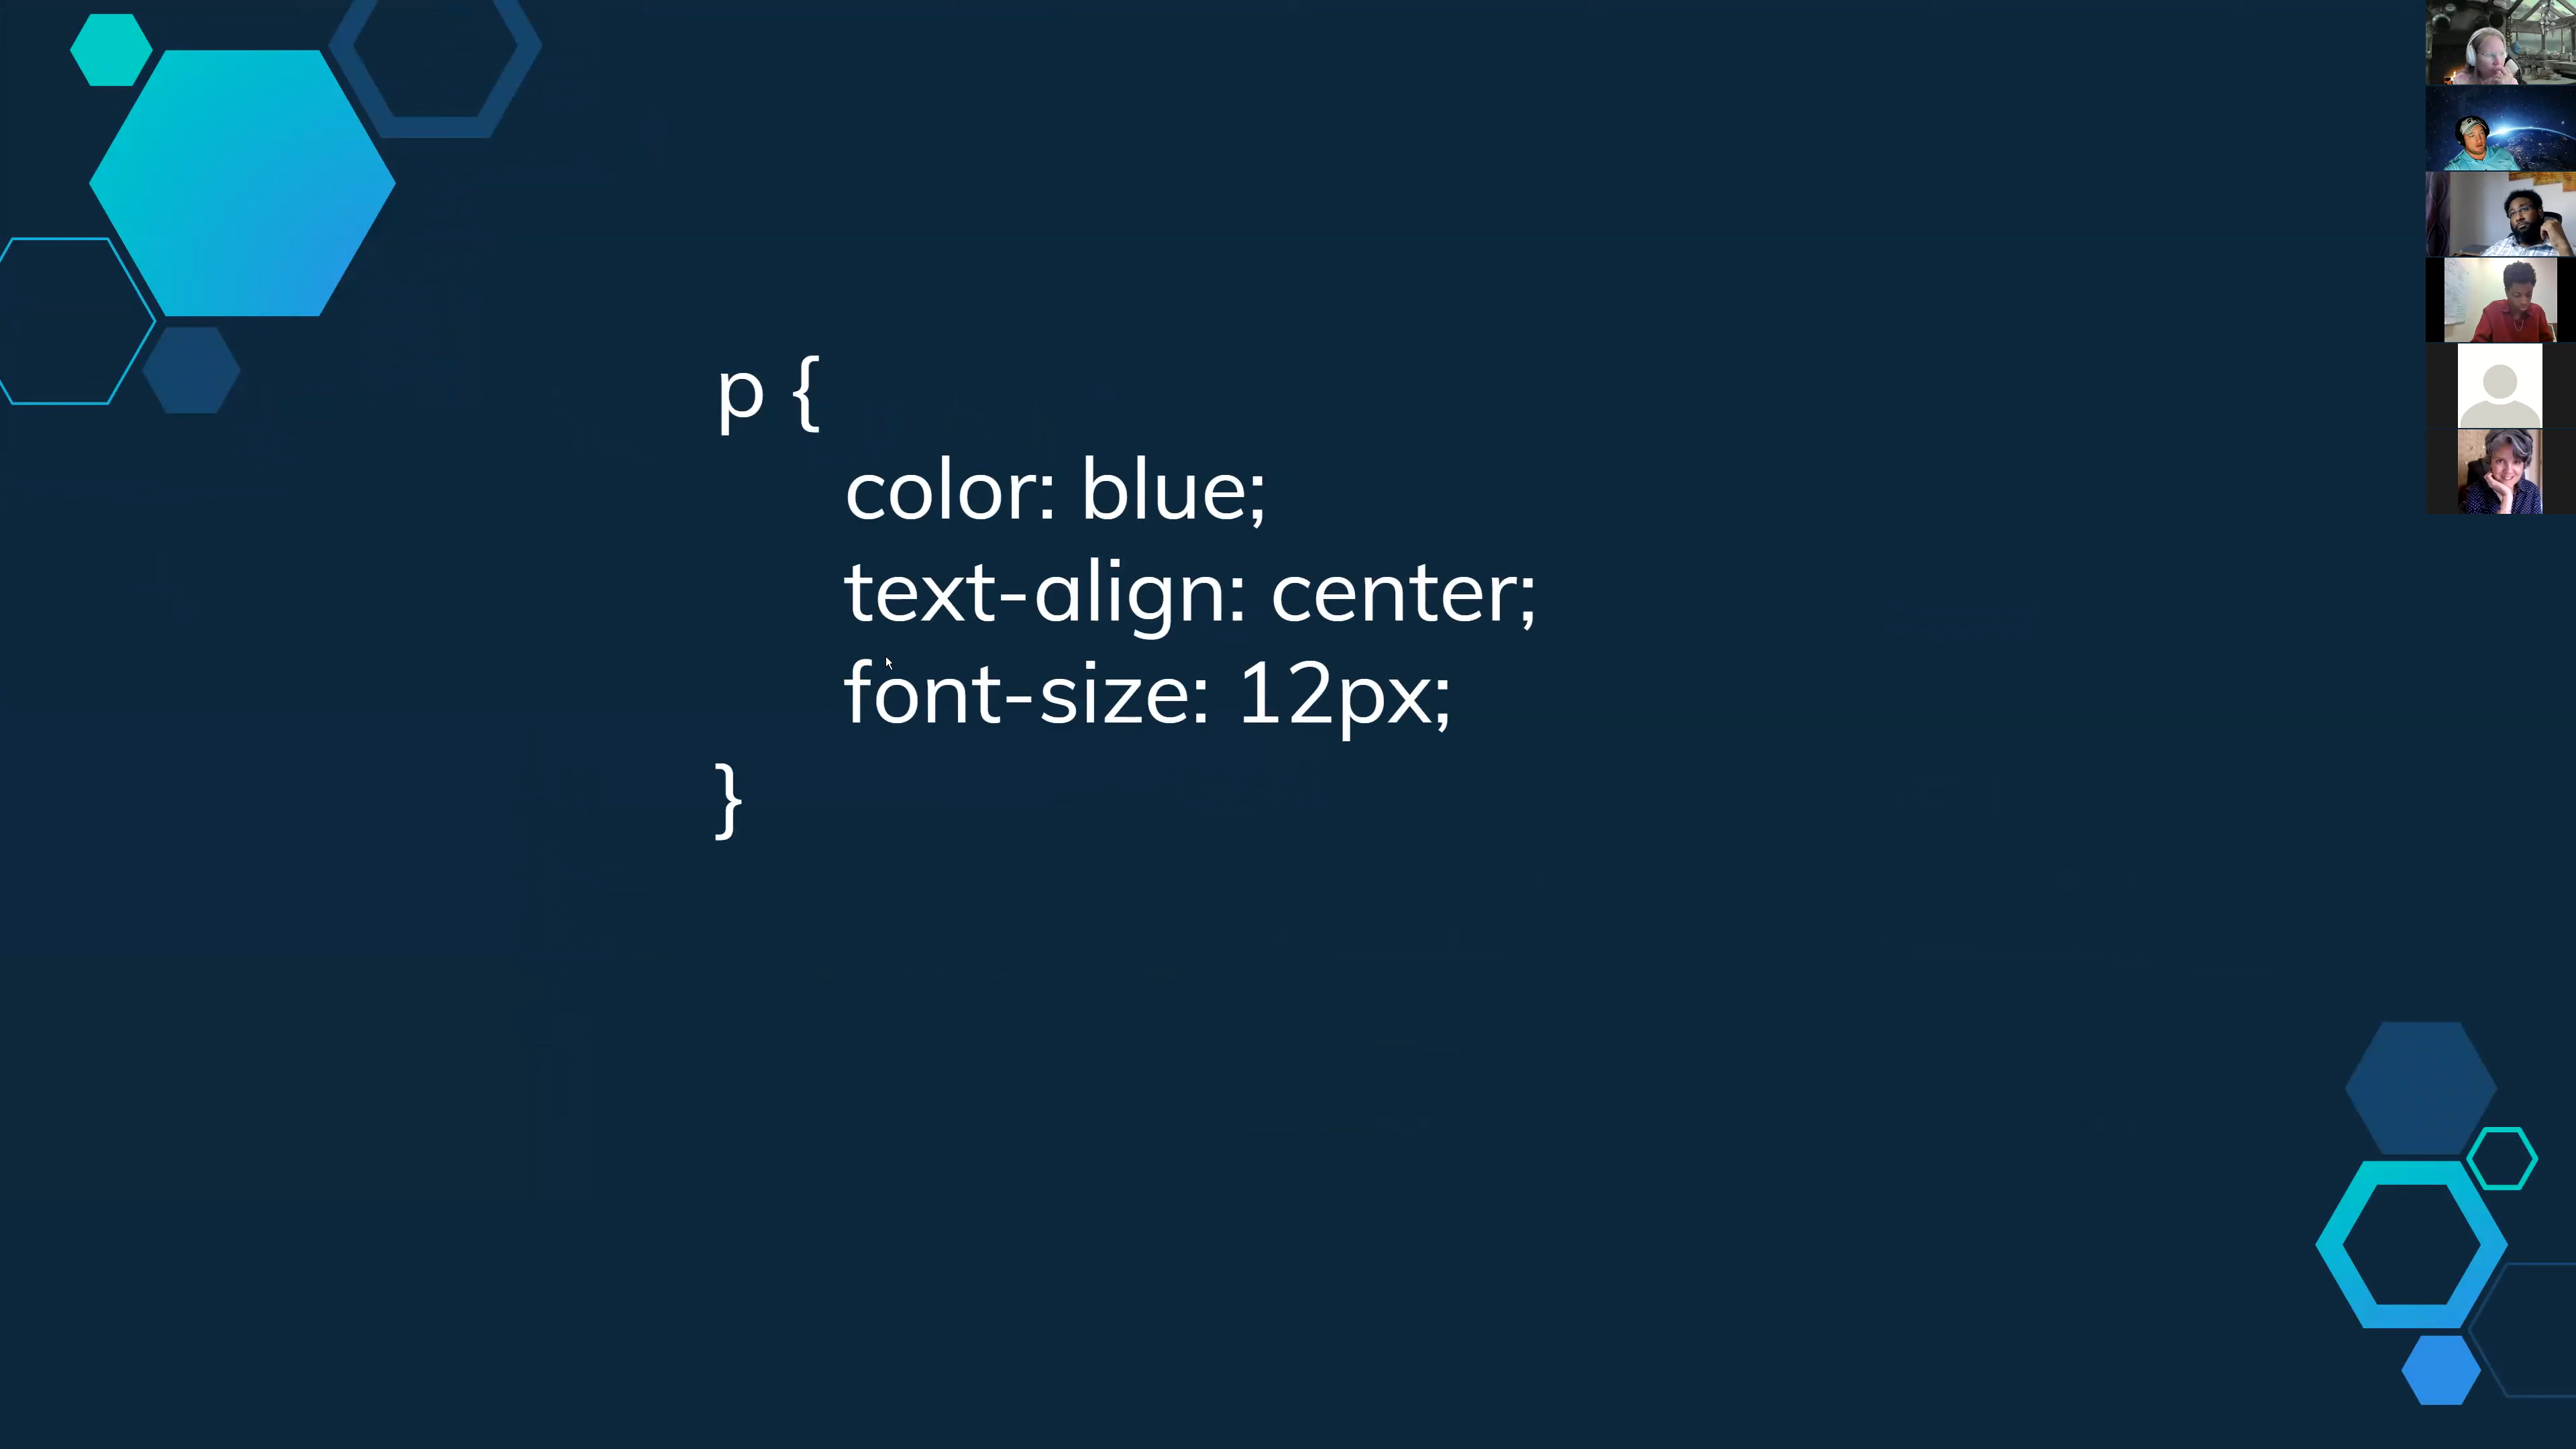 p {
color: blue;
text-align: center;
font-size: 12px;
}